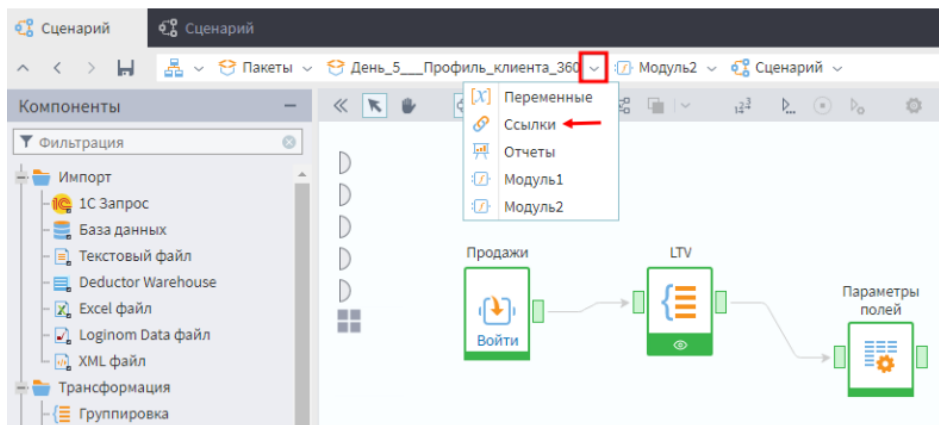 Сценарий
Сценарий
Пакеты
День_5___Профиль_клиента_360
Модуль2
Сценарий
Компоненты
Фильтрация
Импорт
1С Запрос
База данных
Текстовый файл
Deductor Warehouse
Excel файл
Loginom Data файл
XML файл
Трансформация
Группировка
[X] Переменные
Ссылки
Отчеты
Модуль1
Модуль2
Продажи
Войти
LTV
Параметры
полей